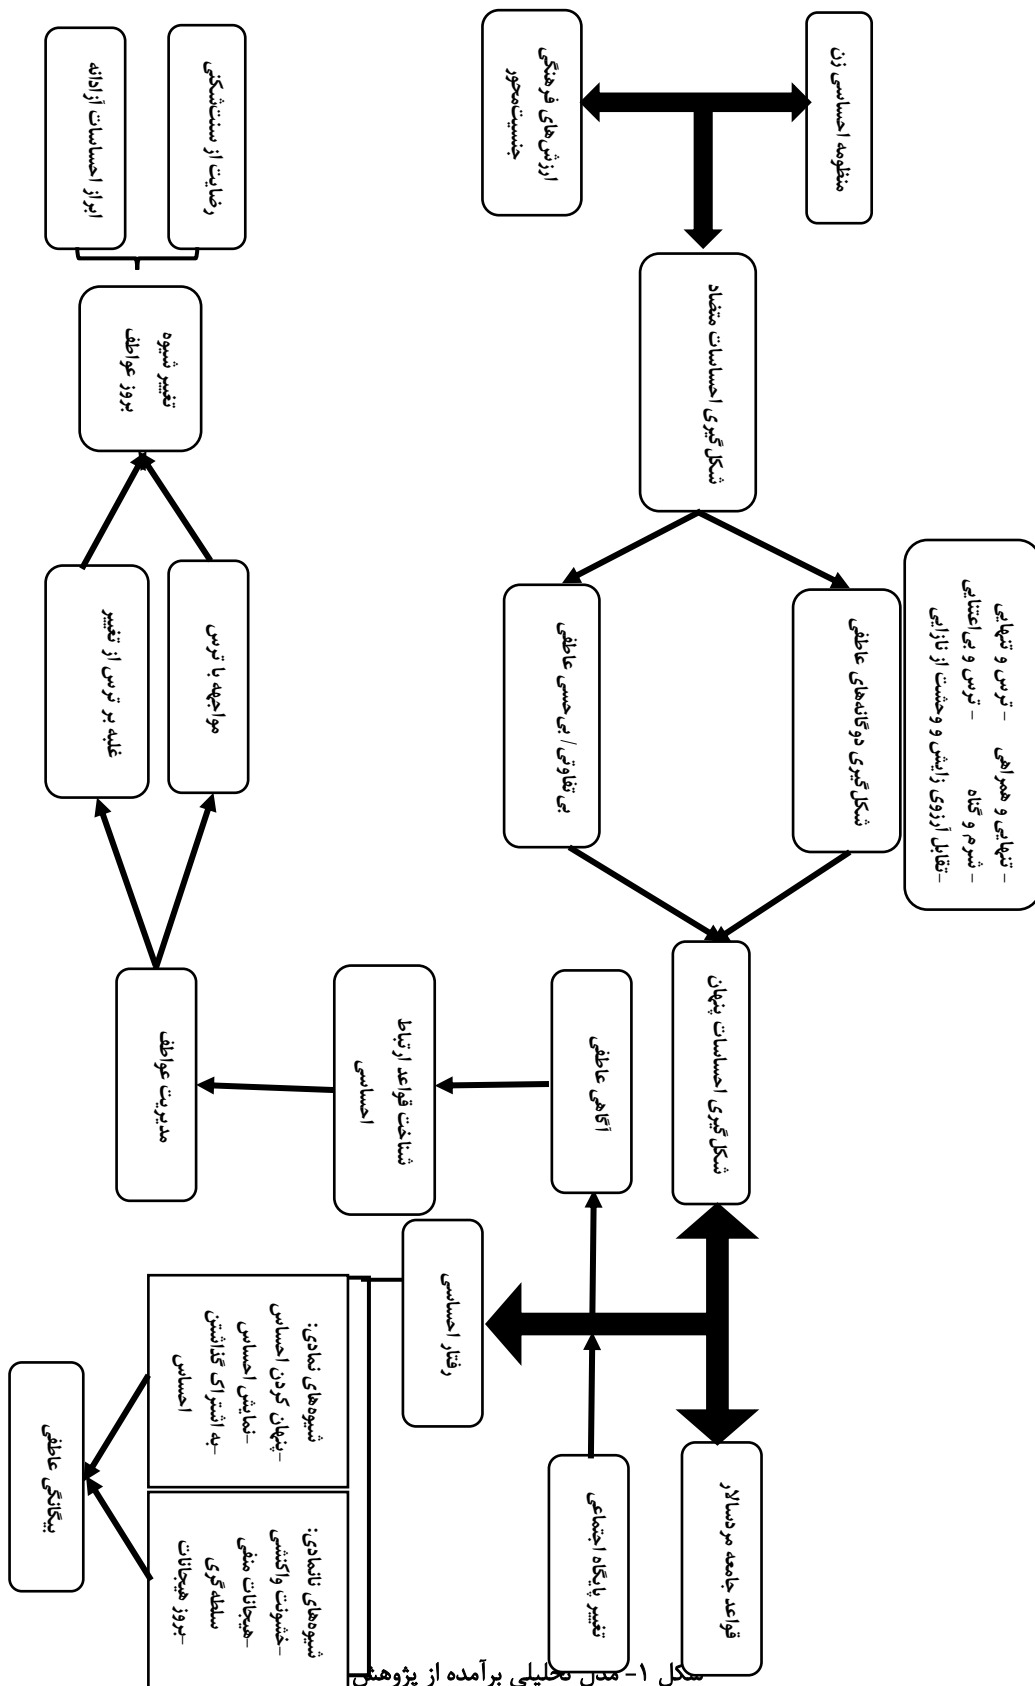 منظومه احساسی زن
ارزش‌های فرهنگی
جنسیت‌محور
شکل‌گیری احساسات متضاد
- ترس و تنهایی
- تنهایی و همراهی
- ترس و بی‌اعتنایی
- شرم و گناه
-تقابل آرزوی زایش و وحشت از نازایی
شکل‌گیری دوگانه‌های عاطفی
بی‌تفاوتی/ بی‌حسی عاطفی
شکل‌گیری احساسات پنهان
قواعد جامعه مردسالار
تغییر پایگاه اجتماعی
رفتار احساسی
آگاهی عاطفی
شناخت قواعد ارتباط
احساسی
مدیریت عواطف
مواجهه با ترس
غلبه بر ترس از تغییر
تغییر شیوه
بروز عواطف
رضایت از سنت‌شکنی
ابراز احساسات آزادانه
شیوه‌های نمادی:
-پنهان کردن احساس
-نمایش احساس
-به اشتراک گذاشتن
احساس
شیوه‌های نانمادی:
-خشونت واکنشی
-هیجانات منفی
سلطه‌گری
-بروز هیجانات
بیگانگی عاطفی
شکل ۱- مدل تحلیلی برآمده از پژوهش